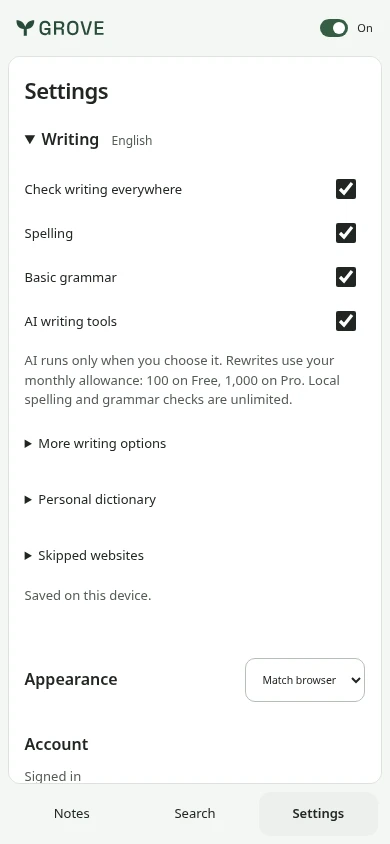 GROVE
On
Settings
Writing English
Check writing everywhere
Spelling
Basic grammar
AI writing tools
AI runs only when you choose it. Rewrites use your
monthly allowance: 100 on Free, 1,000 on Pro. Local
spelling and grammar checks are unlimited.
More writing options
Personal dictionary
Skipped websites
Saved on this device.
Appearance Match browser
Account
Signed in
Notes Search Settings